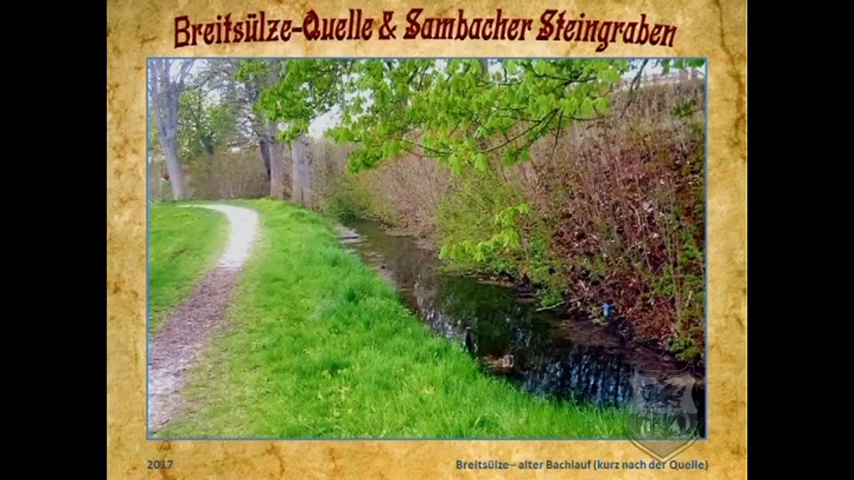 Breitsülze-Quelle & Sambacher Steingraben
2017
Breitsülze– alter Bachlauf (kurz nach der Quelle)